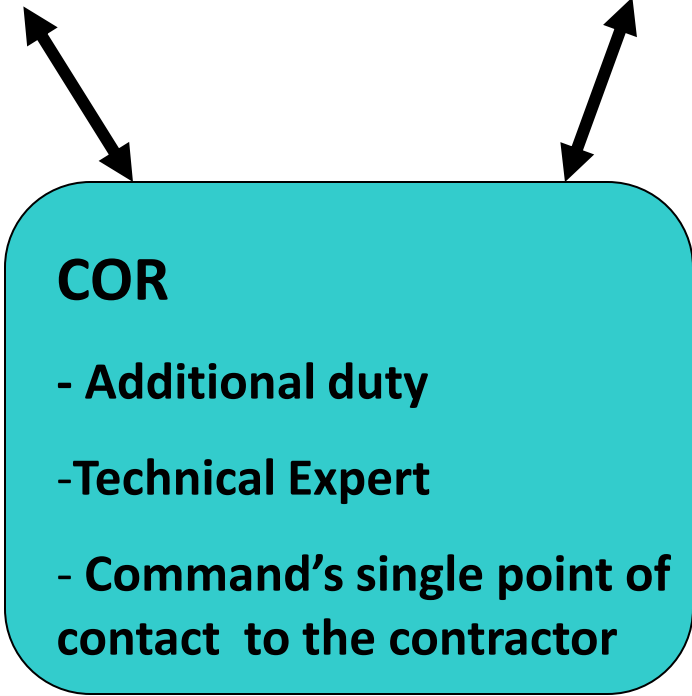 COR
- Additional duty
-Technical Expert
- Command’s single point of
contact  to the contractor